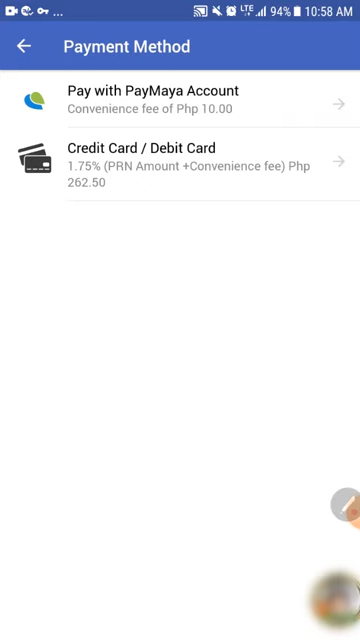 ... LTE 94% 10:58 AM
Payment Method
Pay with PayMaya Account
Convenience fee of Php 10.00
Credit Card / Debit Card
1.75% (PRN Amount +Convenience fee) Php
262.50